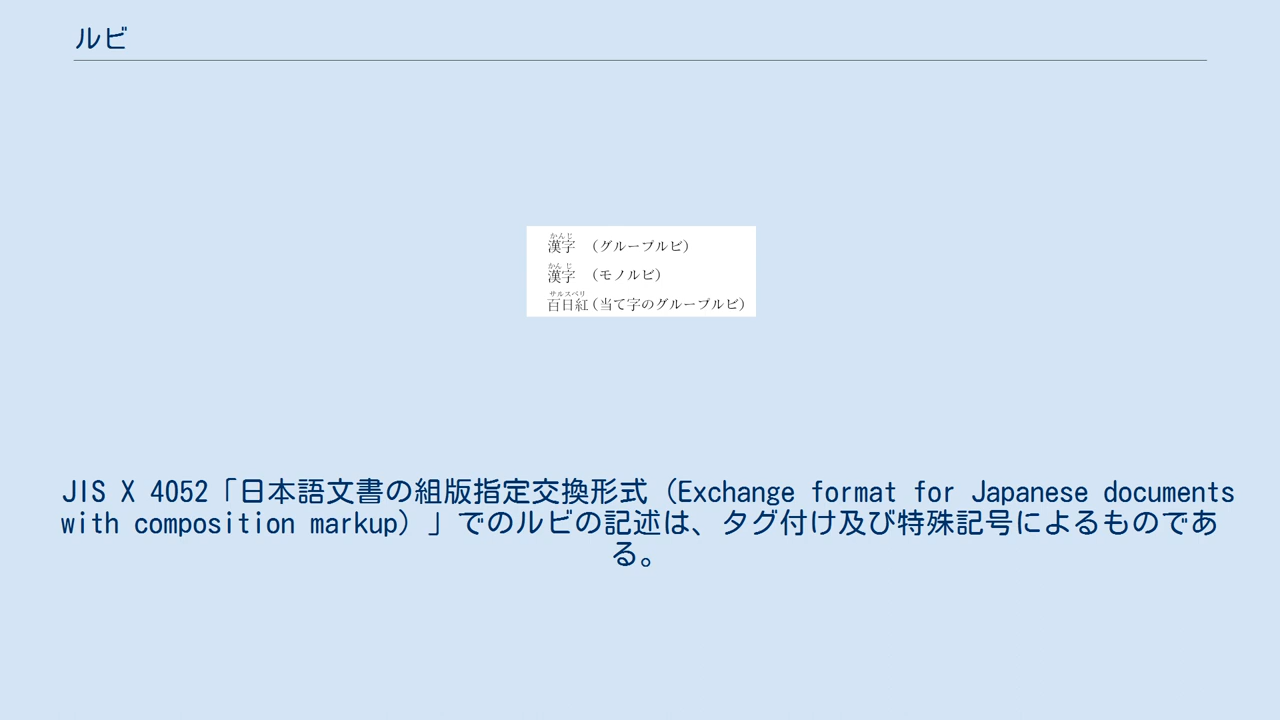 ルビ
かんじ
漢字 （グループルビ）
かん じ
漢字 （モノルビ）
サルスベリ
百日紅（当て字のグループルビ）
JIS X 4052「日本語文書の組版指定交換形式（Exchange format for Japanese documents
with composition markup）」でのルビの記述は、タグ付け及び特殊記号によるものであ
る。